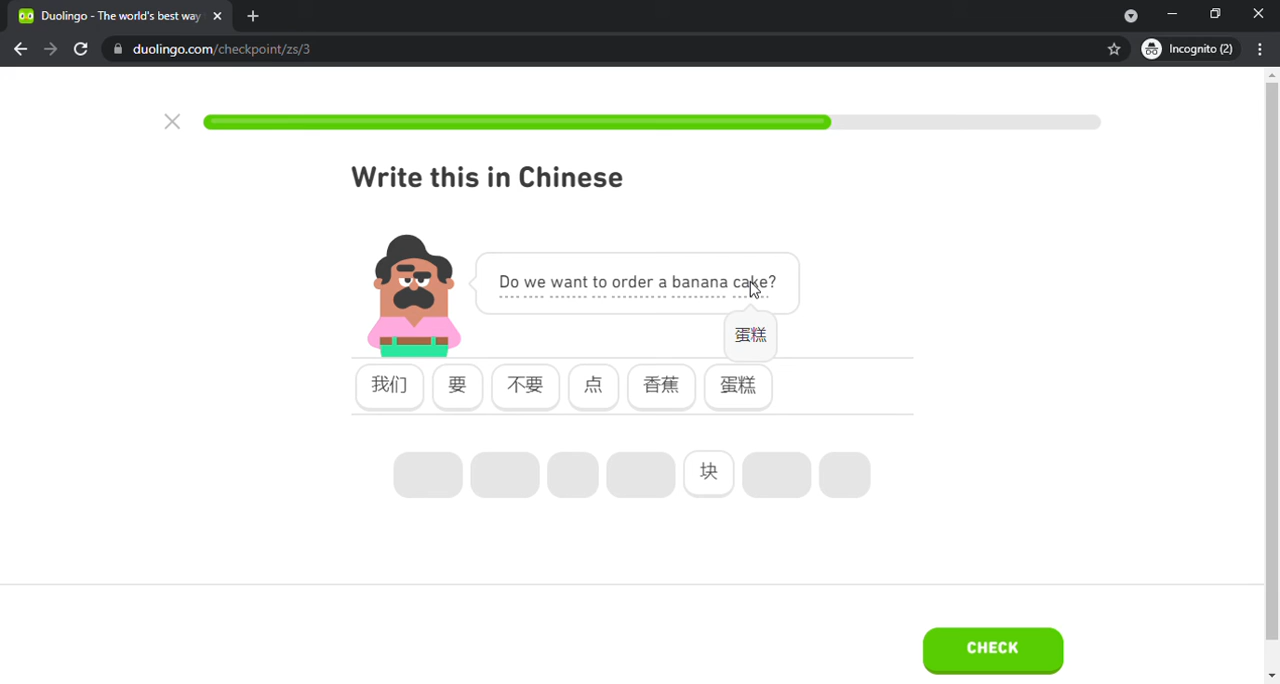 Duolingo - The world's best way
duolingo.com/checkpoint/zs/3
Incognito (2)
Write this in Chinese
Do we want to order a banana cake?
蛋糕
我们 要 不要 点 香蕉 蛋糕
块
CHECK